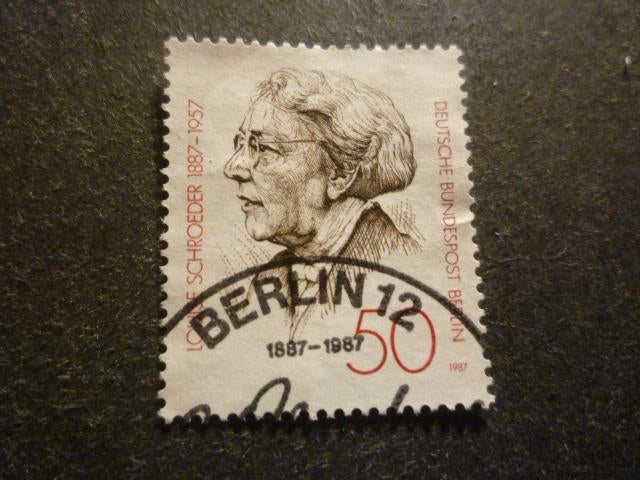 LOUISE SCHROEDER 1887-1957
DEUTSCHE BUNDESPOST BERLIN
BERLIN 12
1887-1987
50
1987